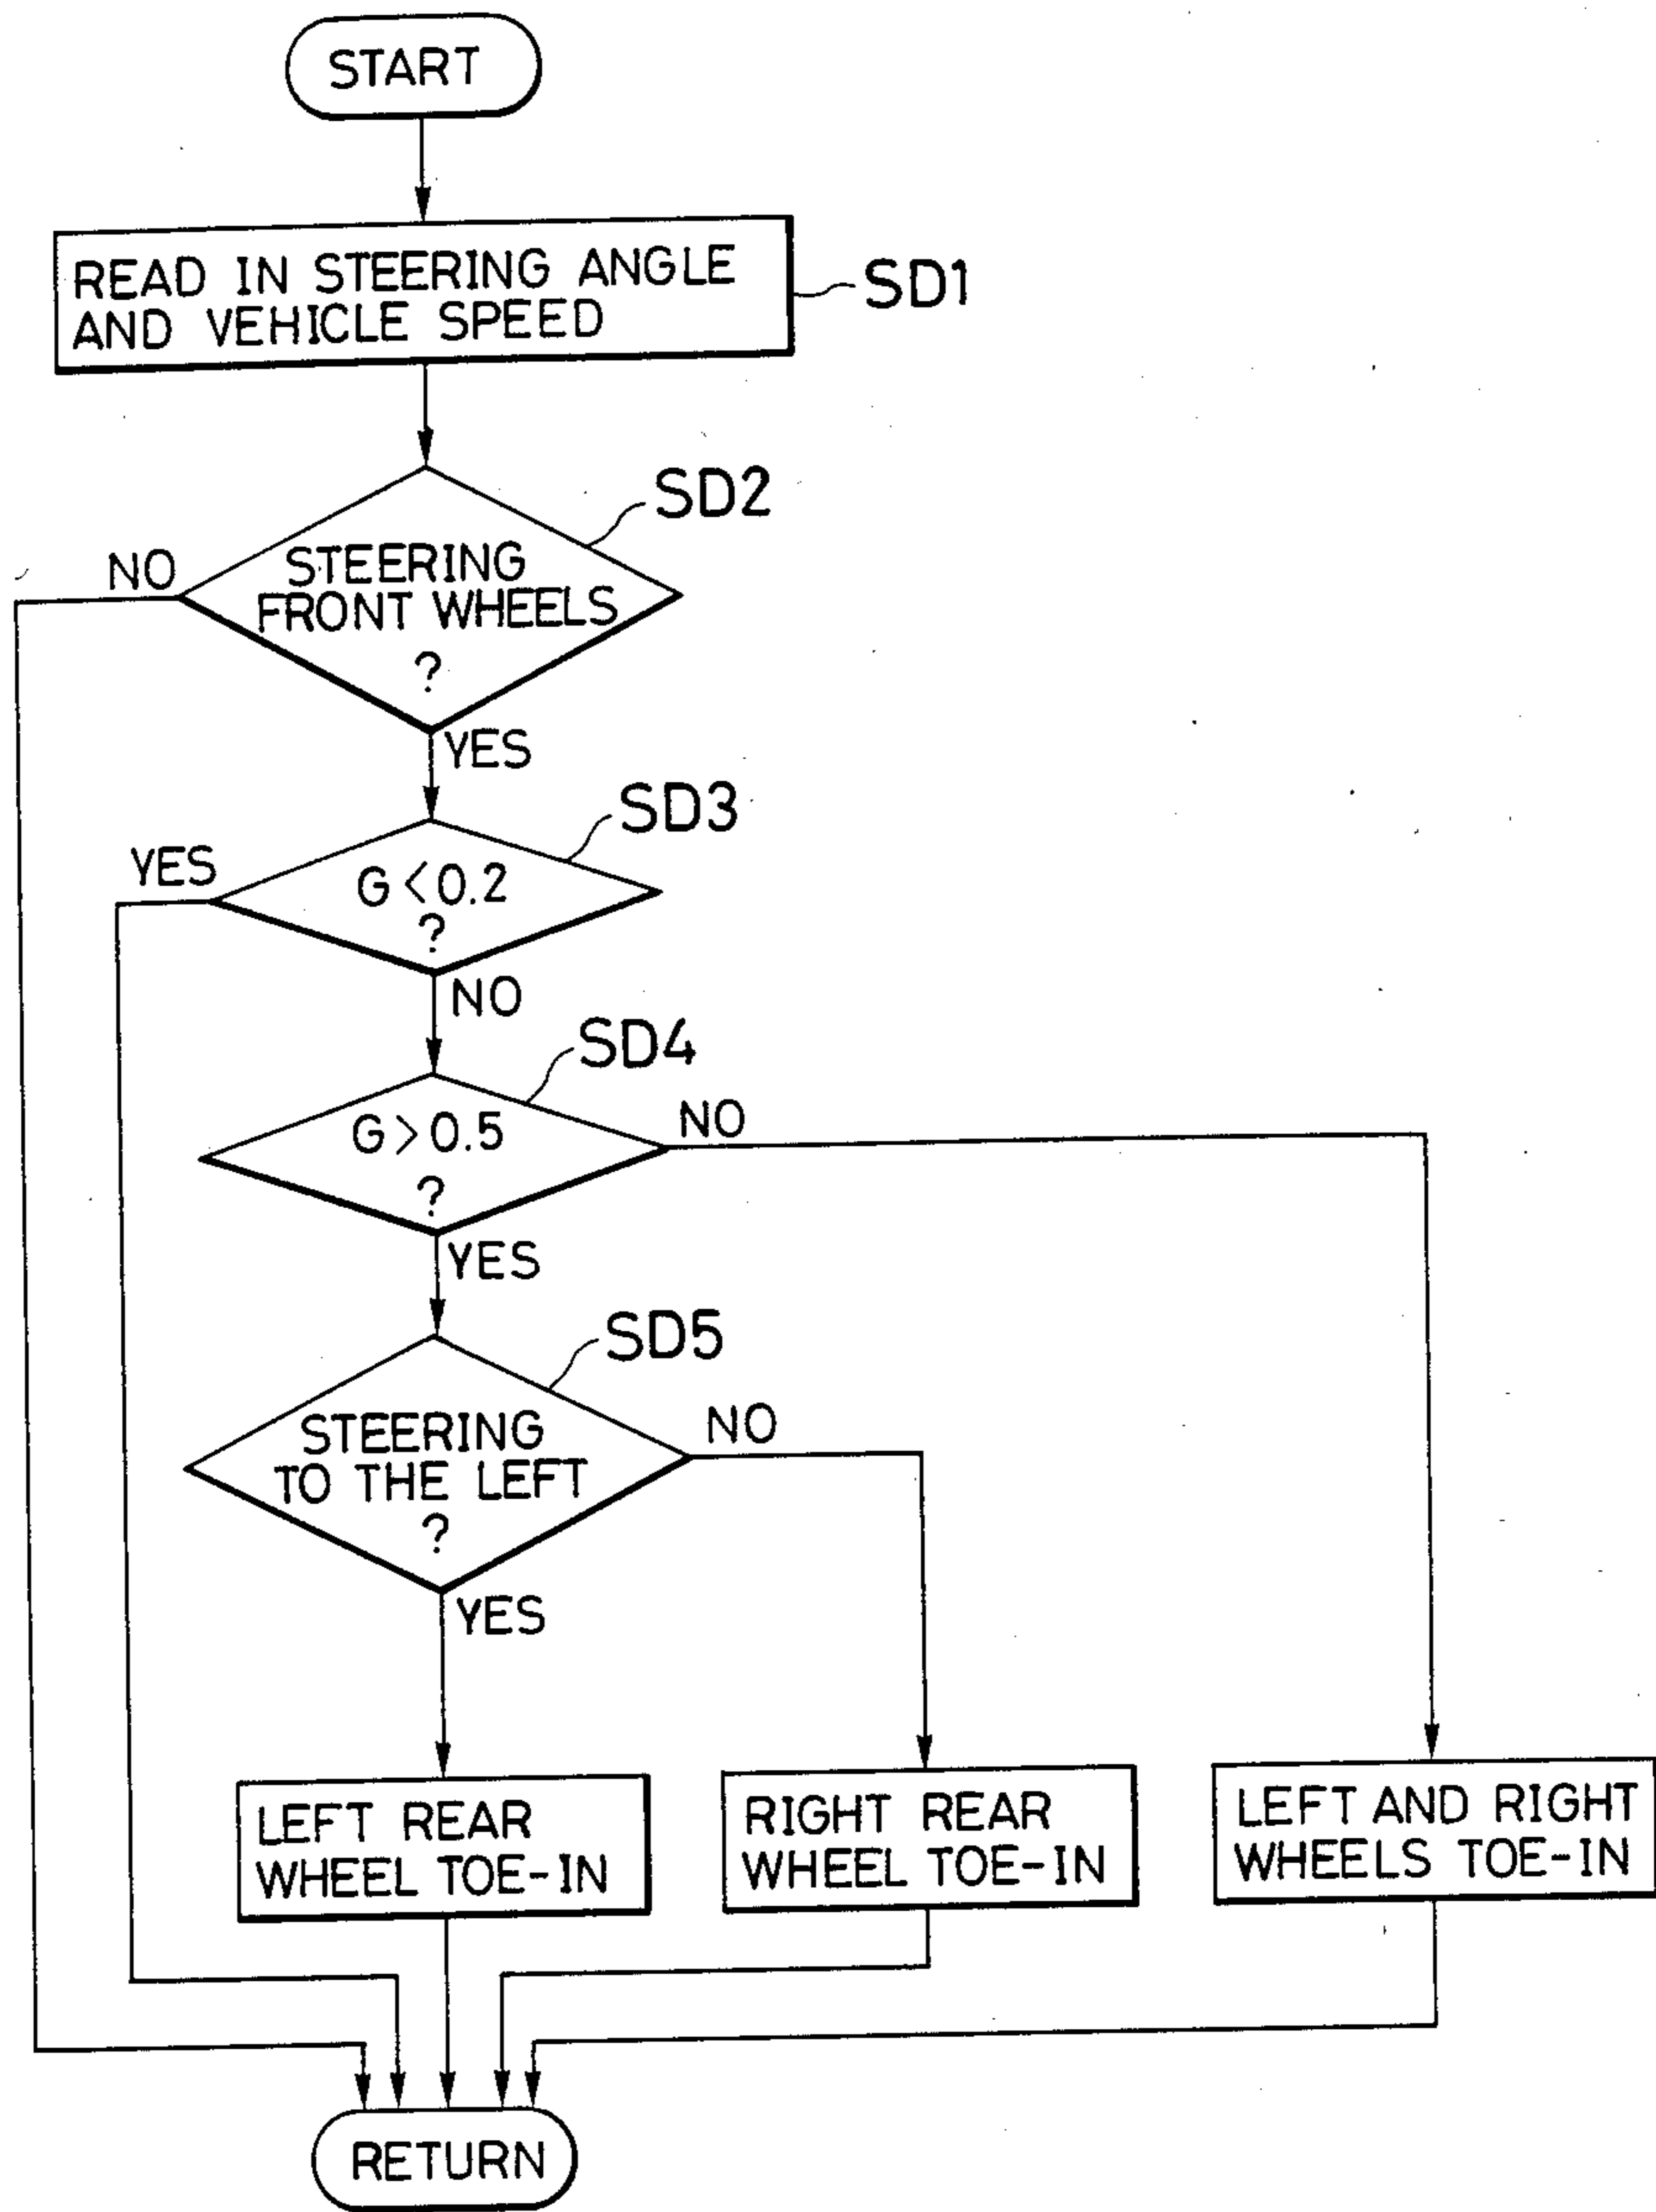 START
READ IN STEERING ANGLE
AND VEHICLE SPEED
SD1
SD2
NO
STEERING
FRONT WHEELS
?
YES
SD3
YES
G<0.2
?
NO
SD4
G>0.5
?
NO
YES
SD5
STEERING
TO THE LEFT
?
NO
YES
LEFT REAR
WHEEL TOE-IN
RIGHT REAR
WHEEL TOE-IN
LEFT AND RIGHT
WHEELS TOE-IN
RETURN